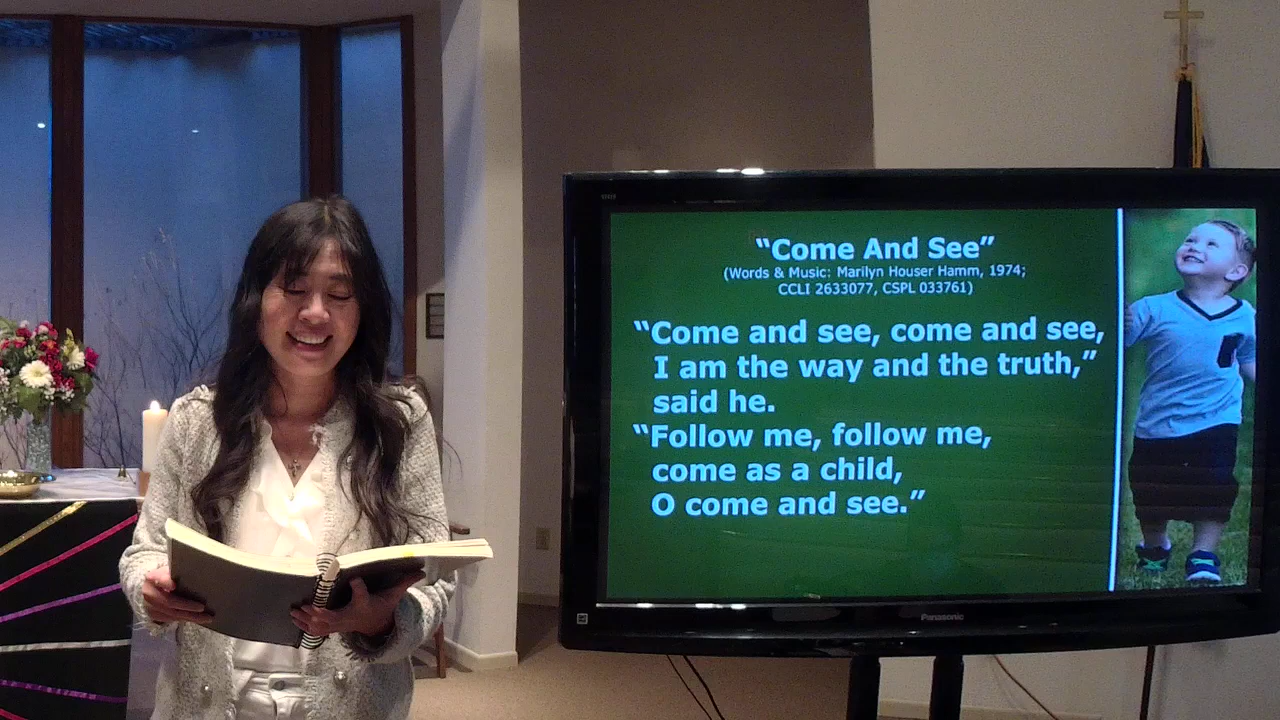 “Come And See”
(Words & Music: Marilyn Houser Hamm, 1974;
CCLI 2633077, CSPL 033761)
“Come and see, come and see,
I am the way and the truth,”
said he.
“Follow me, follow me,
come as a child,
O come and see.”
Panasonic